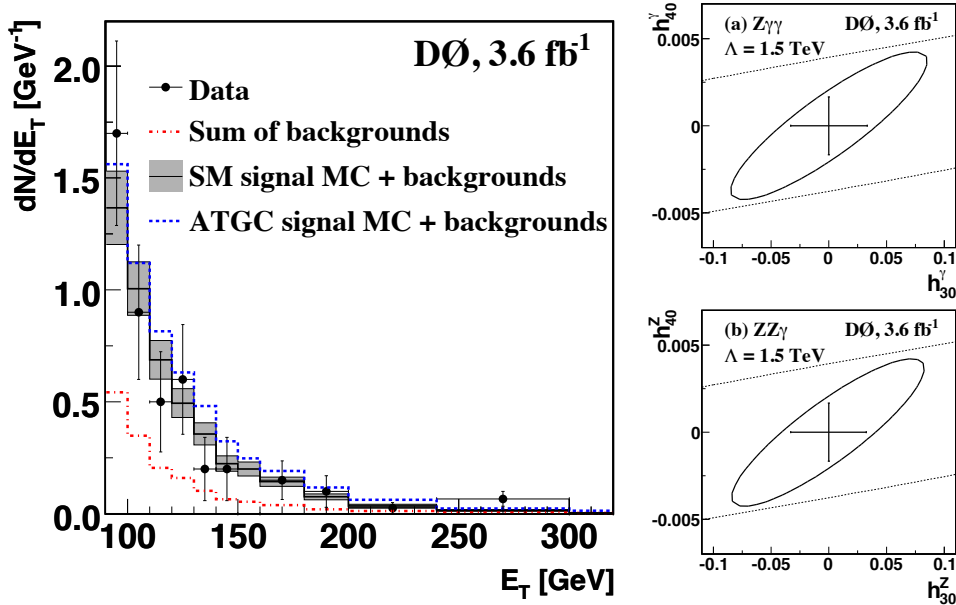 dN/dE_T [GeV⁻¹]
2.0
1.5
1.0
0.5
0.0
DØ, 3.6 fb⁻¹
Data
Sum of backgrounds
SM signal MC + backgrounds
ATGC signal MC + backgrounds
100 150 200 250 300
E_T [GeV]
h₄₀^γ
0.005
0
-0.005
(a) Zγγ DØ, 3.6 fb⁻¹
Λ = 1.5 TeV
-0.1 -0.05 0 0.05 0.1
h₃₀^γ
h₄₀^Z
0.005
0
-0.005
(b) ZZγ DØ, 3.6 fb⁻¹
Λ = 1.5 TeV
-0.1 -0.05 0 0.05 0.1
h₃₀^Z